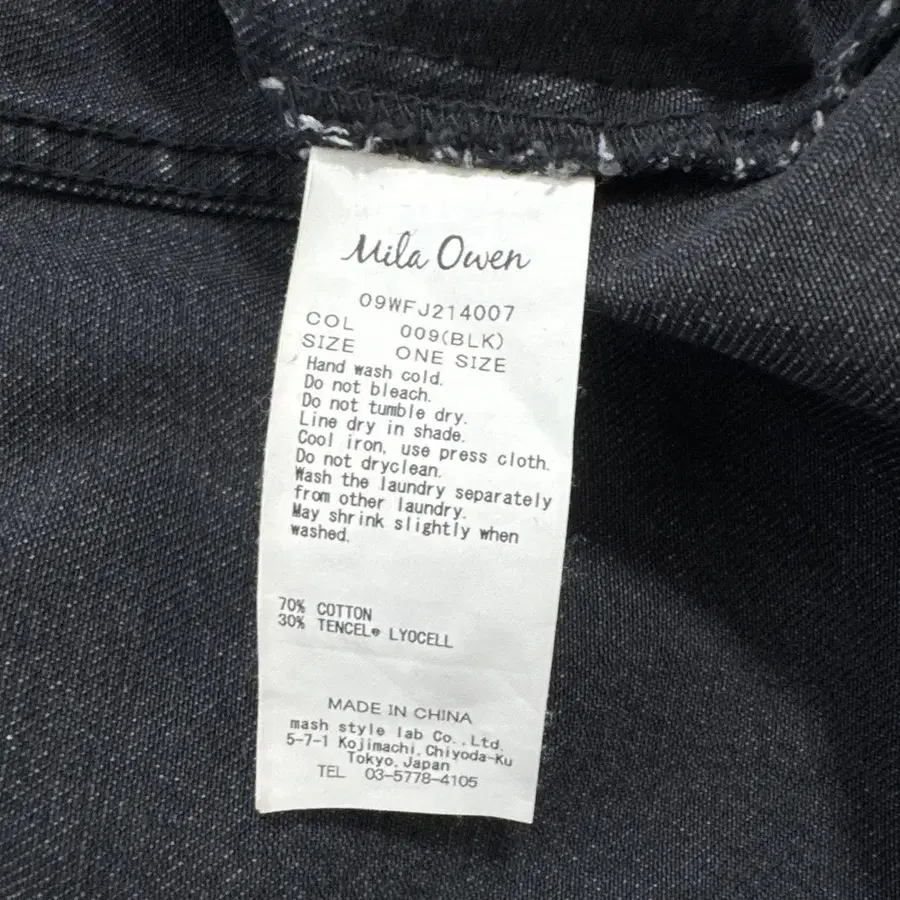 Mila Owen
09WFJ214007
COL 009(BLK)
SIZE ONE SIZE
Hand wash cold.
Do not bleach.
Do not tumble dry.
Line dry in shade.
Cool iron, use press cloth.
Do not dryclean.
Wash the laundry separately
from other laundry.
May shrink slightly when
washed.
70% COTTON
30% TENCEL® LYOCELL
MADE IN CHINA
mash style lab Co.,Ltd.
5-7-1 Kojimachi,Chiyoda-Ku
Tokyo,Japan
TEL 03-5778-4105